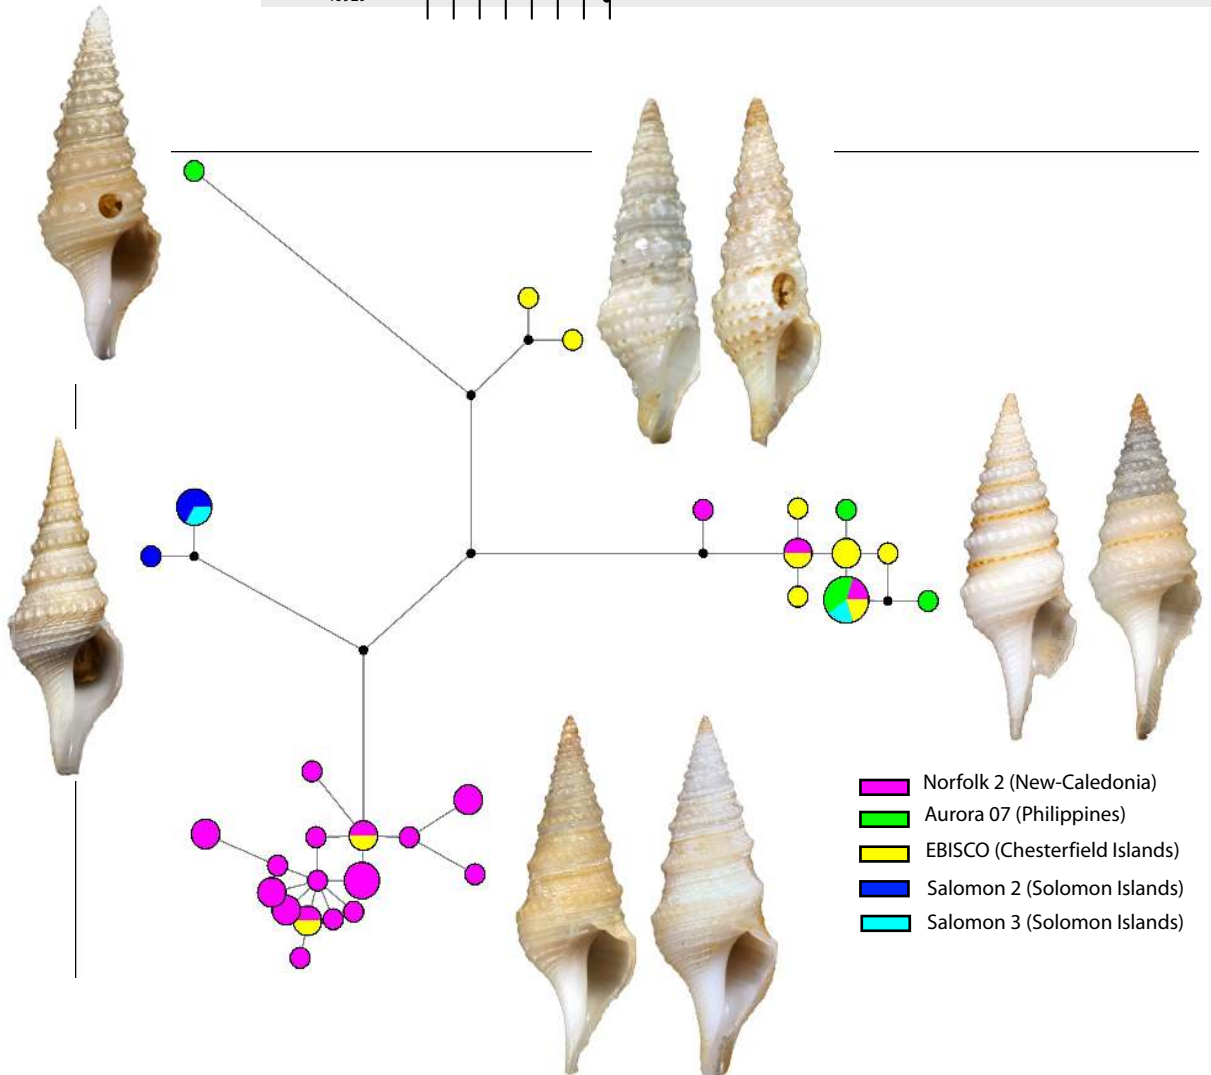 Norfolk 2 (New-Caledonia)
Aurora 07 (Philippines)
EBISCO (Chesterfield Islands)
Salomon 2 (Solomon Islands)
Salomon 3 (Solomon Islands)